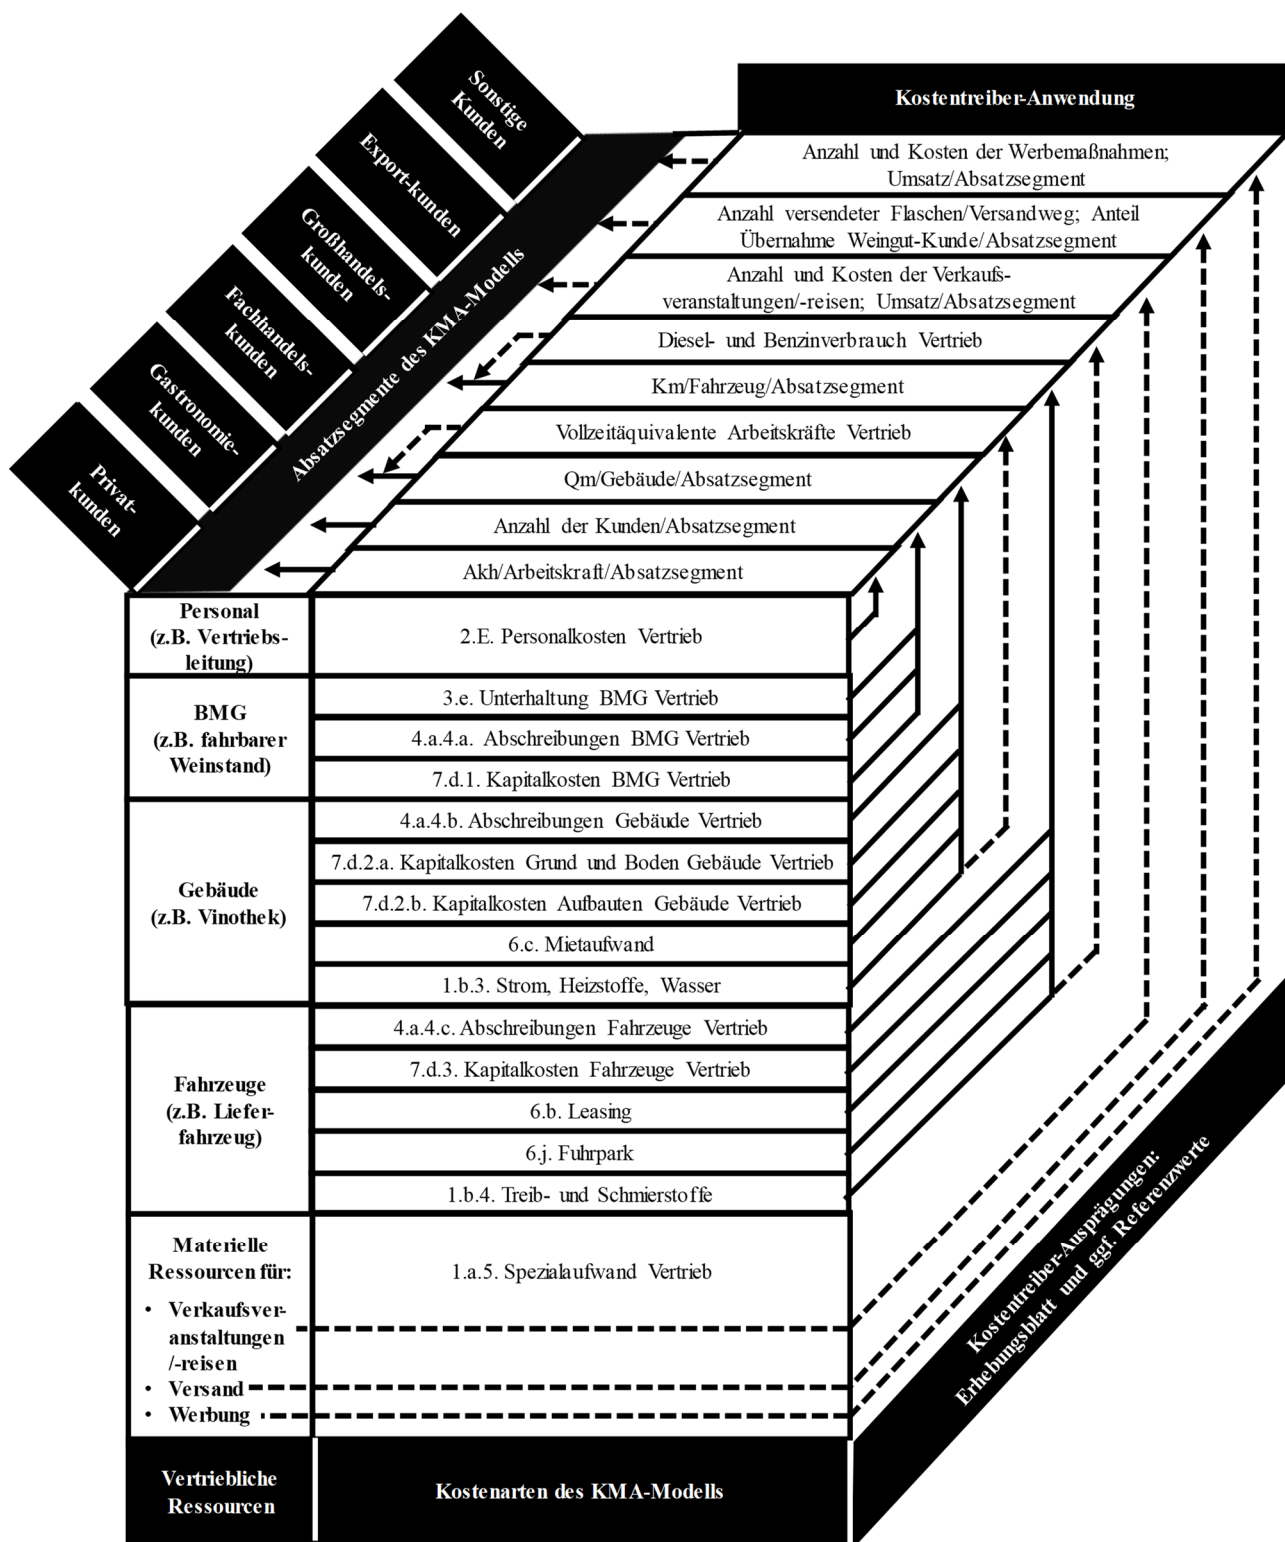 Sonstige
Kunden
Export-kunden
Großhandels-
kunden
Fachhandels-
kunden
Gastronomie-
kunden
Privat-
kunden
Absatzsegmente des KMA-Modells
Kostentreiber-Anwendung
Anzahl und Kosten der Werbemaßnahmen;
Umsatz/Absatzsegment
Anzahl versendeter Flaschen/Versandweg; Anteil
Übernahme Weingut-Kunde/Absatzsegment
Anzahl und Kosten der Verkaufs-
veranstaltungen/-reisen; Umsatz/Absatzsegment
Diesel- und Benzinverbrauch Vertrieb
Km/Fahrzeug/Absatzsegment
Vollzeitäquivalente Arbeitskräfte Vertrieb
Qm/Gebäude/Absatzsegment
Anzahl der Kunden/Absatzsegment
Akh/Arbeitskraft/Absatzsegment
Personal
(z.B. Vertriebs-
leitung)
2.E. Personalkosten Vertrieb
BMG
(z.B. fahrbarer
Weinstand)
3.e. Unterhaltung BMG Vertrieb
4.a.4.a. Abschreibungen BMG Vertrieb
7.d.1. Kapitalkosten BMG Vertrieb
Gebäude
(z.B. Vinothek)
4.a.4.b. Abschreibungen Gebäude Vertrieb
7.d.2.a. Kapitalkosten Grund und Boden Gebäude Vertrieb
7.d.2.b. Kapitalkosten Aufbauten Gebäude Vertrieb
6.c. Mietaufwand
1.b.3. Strom, Heizstoffe, Wasser
Fahrzeuge
(z.B. Liefer-
fahrzeug)
4.a.4.c. Abschreibungen Fahrzeuge Vertrieb
7.d.3. Kapitalkosten Fahrzeuge Vertrieb
6.b. Leasing
6.j. Fuhrpark
1.b.4. Treib- und Schmierstoffe
Materielle
Ressourcen für:
• Verkaufsver-
anstaltungen
/-reisen
• Versand
• Werbung
1.a.5. Spezialaufwand Vertrieb
Kostentreiber-Ausprägungen:
Erhebungsblatt und ggf. Referenzwerte
Vertriebliche
Ressourcen
Kostenarten des KMA-Modells